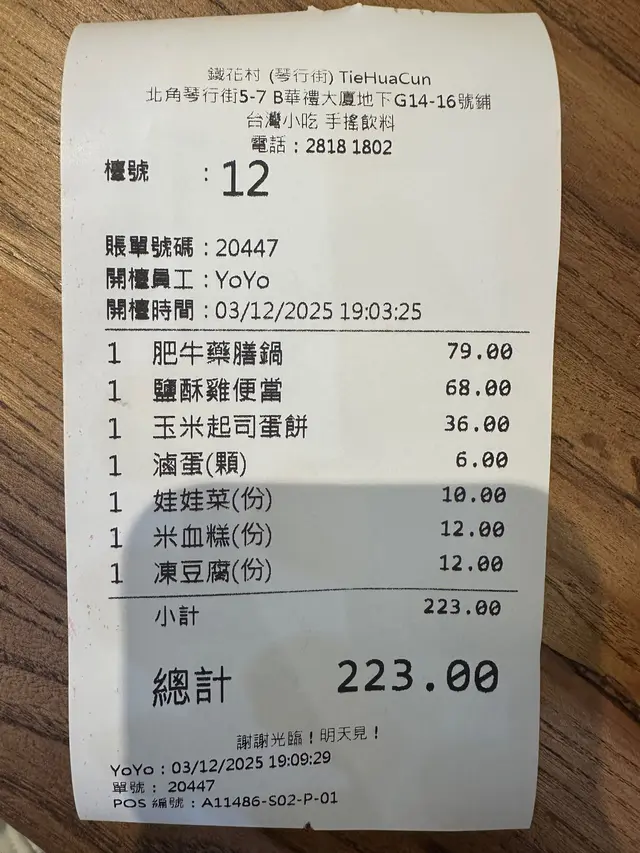 鐵花村 (琴行街) TieHuaCun
北角琴行街5-7 B華禮大廈地下G14-16號鋪
台灣小吃 手搖飲料
電話：2818 1802
檯號 ：12
賬單號碼：20447
開檯員工：YoYo
開檯時間：03/12/2025 19:03:25
1 肥牛藥膳鍋 79.00
1 鹽酥雞便當 68.00
1 玉米起司蛋餅 36.00
1 滷蛋(顆) 6.00
1 娃娃菜(份) 10.00
1 米血糕(份) 12.00
1 凍豆腐(份) 12.00
小計 223.00
總計 223.00
謝謝光臨！明天見！
YoYo：03/12/2025 19:09:29
單號： 20447
POS 編號：A11486-S02-P-01